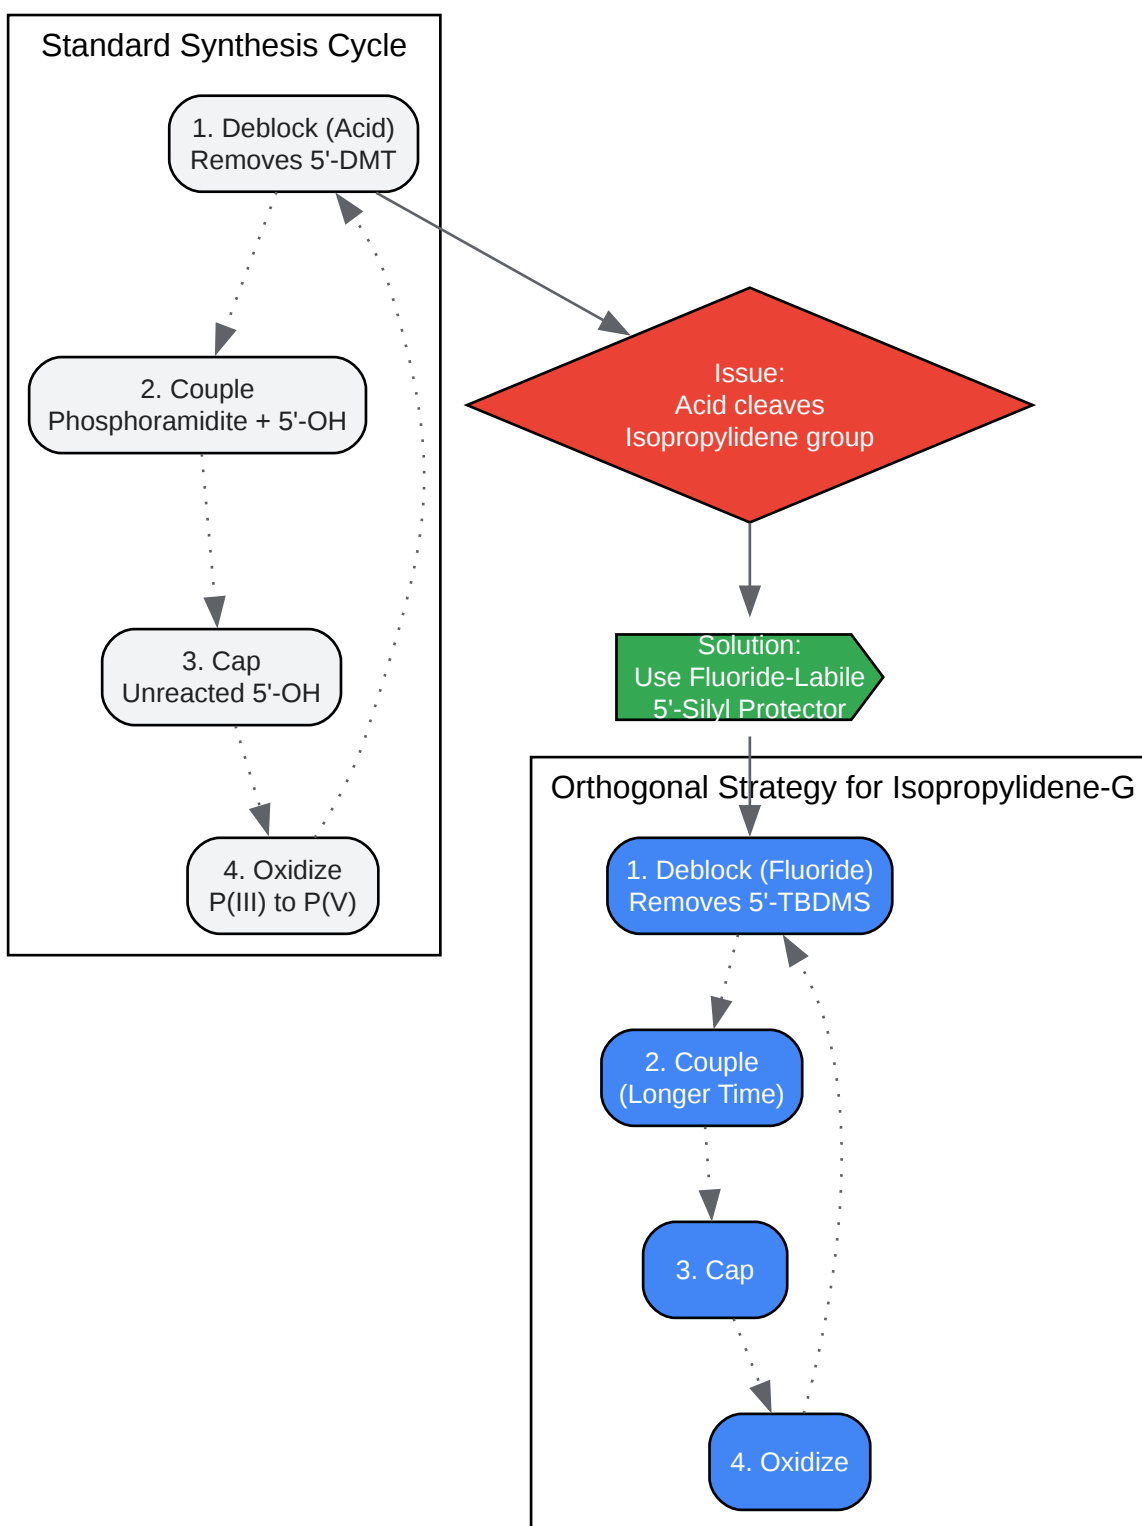 Standard Synthesis Cycle
1. Deblock (Acid)
Removes 5'-DMT
2. Couple
Phosphoramidite + 5'-OH
3. Cap
Unreacted 5'-OH
4. Oxidize
P(III) to P(V)
Issue:
Acid cleaves
Isopropylidene group
Solution:
Use Fluoride-Labile
5'-Silyl Protector
Orthogonal Strategy for Isopropylidene-G
1. Deblock (Fluoride)
Removes 5'-TBDMS
2. Couple
(Longer Time)
3. Cap
4. Oxidize